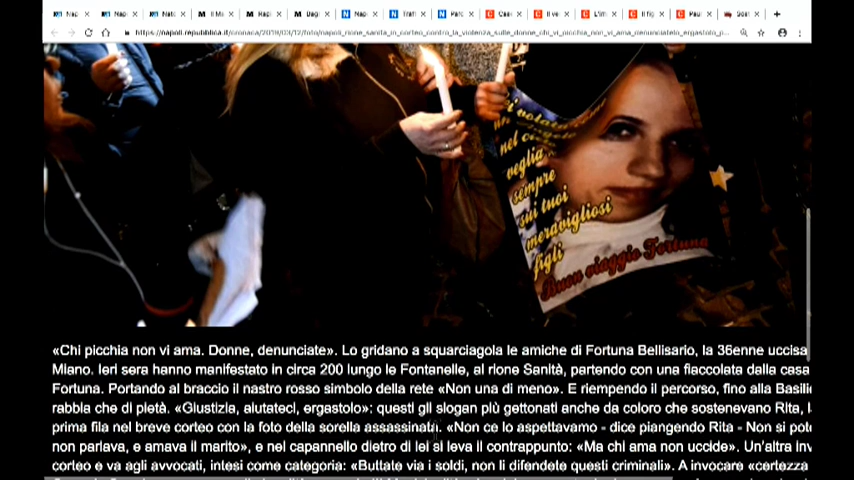 https://napoli.repubblica.it/cronaca/2019/03/12/foto/napoli_rione_sanita_in_corteo_contro_la_violenza_sulle_donne_chi_vi_picchia_non_vi_ama_denunciatelo_ergastolo_p...
nel
veglia
sempre
sui tuoi
meravigliosi
figli
Buon viaggio Fortuna
«Chi picchia non vi ama. Donne, denunciate». Lo gridano a squarciagola le amiche di Fortuna Bellisario, la 36enne uccisa
Miano. Ieri sera hanno manifestato in circa 200 lungo le Fontanelle, al rione Sanità, partendo con una fiaccolata dalla casa
Fortuna. Portando al braccio il nastro rosso simbolo della rete «Non una di meno». E riempendo il percorso, fino alla Basili
rabbia che di pietà. «Giustizia, aiutateci, ergastolo»: questi gli slogan più gettonati anche da coloro che sostenevano Rita,
prima fila nel breve corteo con la foto della sorella assassinata. «Non ce lo aspettavamo - dice piangendo Rita - Non si pot
non parlava, e amava il marito», e nel capannello dietro di lei si leva il contrappunto: «Ma chi ama non uccide». Un'altra inv
corteo e va agli avvocati, intesi come categoria: «Buttate via i soldi, non li difendete questi criminali». A invocare «certezza